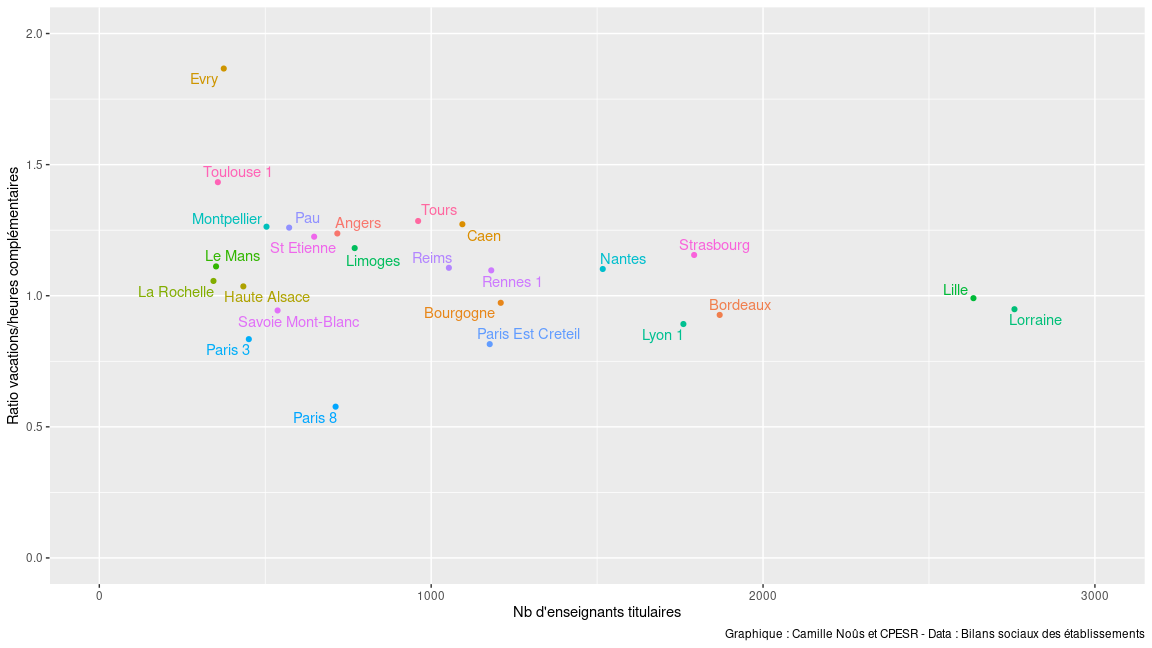 2.0
Evry
1.5
Toulouse 1
Montpellier
Pau
Tours
Angers
Caen
St Etienne
Strasbourg
Le Mans
Limoges
Reims
Nantes
Rennes 1
La Rochelle
Haute Alsace
1.0
Lille
Bourgogne
Bordeaux
Savoie Mont-Blanc
Lorraine
Paris Est Creteil
Lyon 1
Paris 3
Paris 8
0.5
0.0
Ratio vacations/heures complémentaires
0
1000
2000
3000
Nb d'enseignants titulaires
Graphique : Camille Noûs et CPESR - Data : Bilans sociaux des établissements